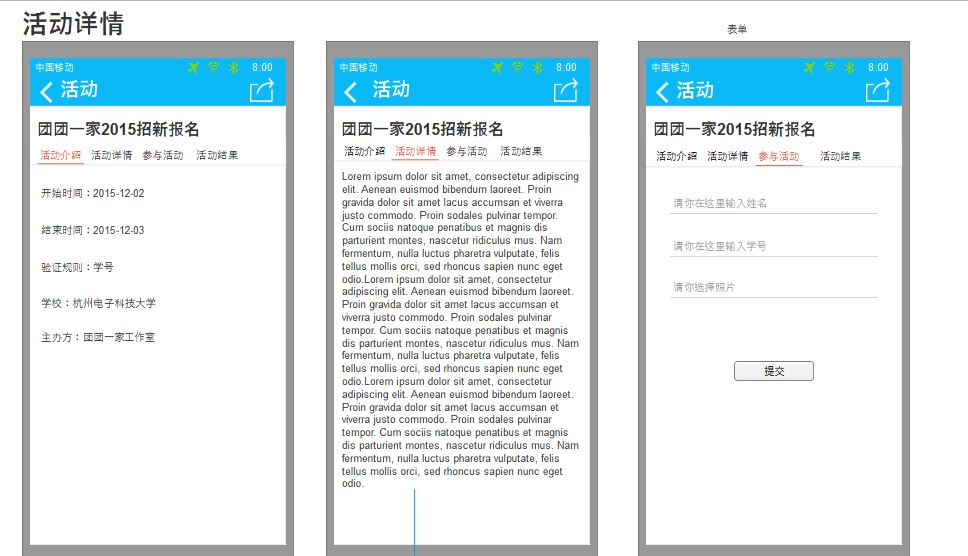 活动详情
表单
中国移动 8:00
活动
团团一家2015招新报名
活动介绍 活动详情 参与活动 活动结果
开始时间：2015-12-02
结束时间：2015-12-03
验证规则：学号
学校：杭州电子科技大学
主办方：团团一家工作室
中国移动 8:00
活动
团团一家2015招新报名
活动介绍 活动详情 参与活动 活动结果
Lorem ipsum dolor sit amet, consectetur adipiscing
elit. Aenean euismod bibendum laoreet. Proin
gravida dolor sit amet lacus accumsan et viverra
justo commodo. Proin sodales pulvinar tempor.
Cum sociis natoque penatibus et magnis dis
parturient montes, nascetur ridiculus mus. Nam
fermentum, nulla luctus pharetra vulputate, felis
tellus mollis orci, sed rhoncus sapien nunc eget
odio.Lorem ipsum dolor sit amet, consectetur
adipiscing elit. Aenean euismod bibendum laoreet.
Proin gravida dolor sit amet lacus accumsan et
viverra justo commodo. Proin sodales pulvinar
tempor. Cum sociis natoque penatibus et magnis
dis parturient montes, nascetur ridiculus mus. Nam
fermentum, nulla luctus pharetra vulputate, felis
tellus mollis orci, sed rhoncus sapien nunc eget
odio.Lorem ipsum dolor sit amet, consectetur
adipiscing elit. Aenean euismod bibendum laoreet.
Proin gravida dolor sit amet lacus accumsan et
viverra justo commodo. Proin sodales pulvinar
tempor. Cum sociis natoque penatibus et magnis
dis parturient montes, nascetur ridiculus mus. Nam
fermentum, nulla luctus pharetra vulputate, felis
tellus mollis orci, sed rhoncus sapien nunc eget
odio.
中国移动 8:00
活动
团团一家2015招新报名
活动介绍 活动详情 参与活动 活动结果
请你在这里输入姓名
请你在这里输入学号
请你选择照片
提交